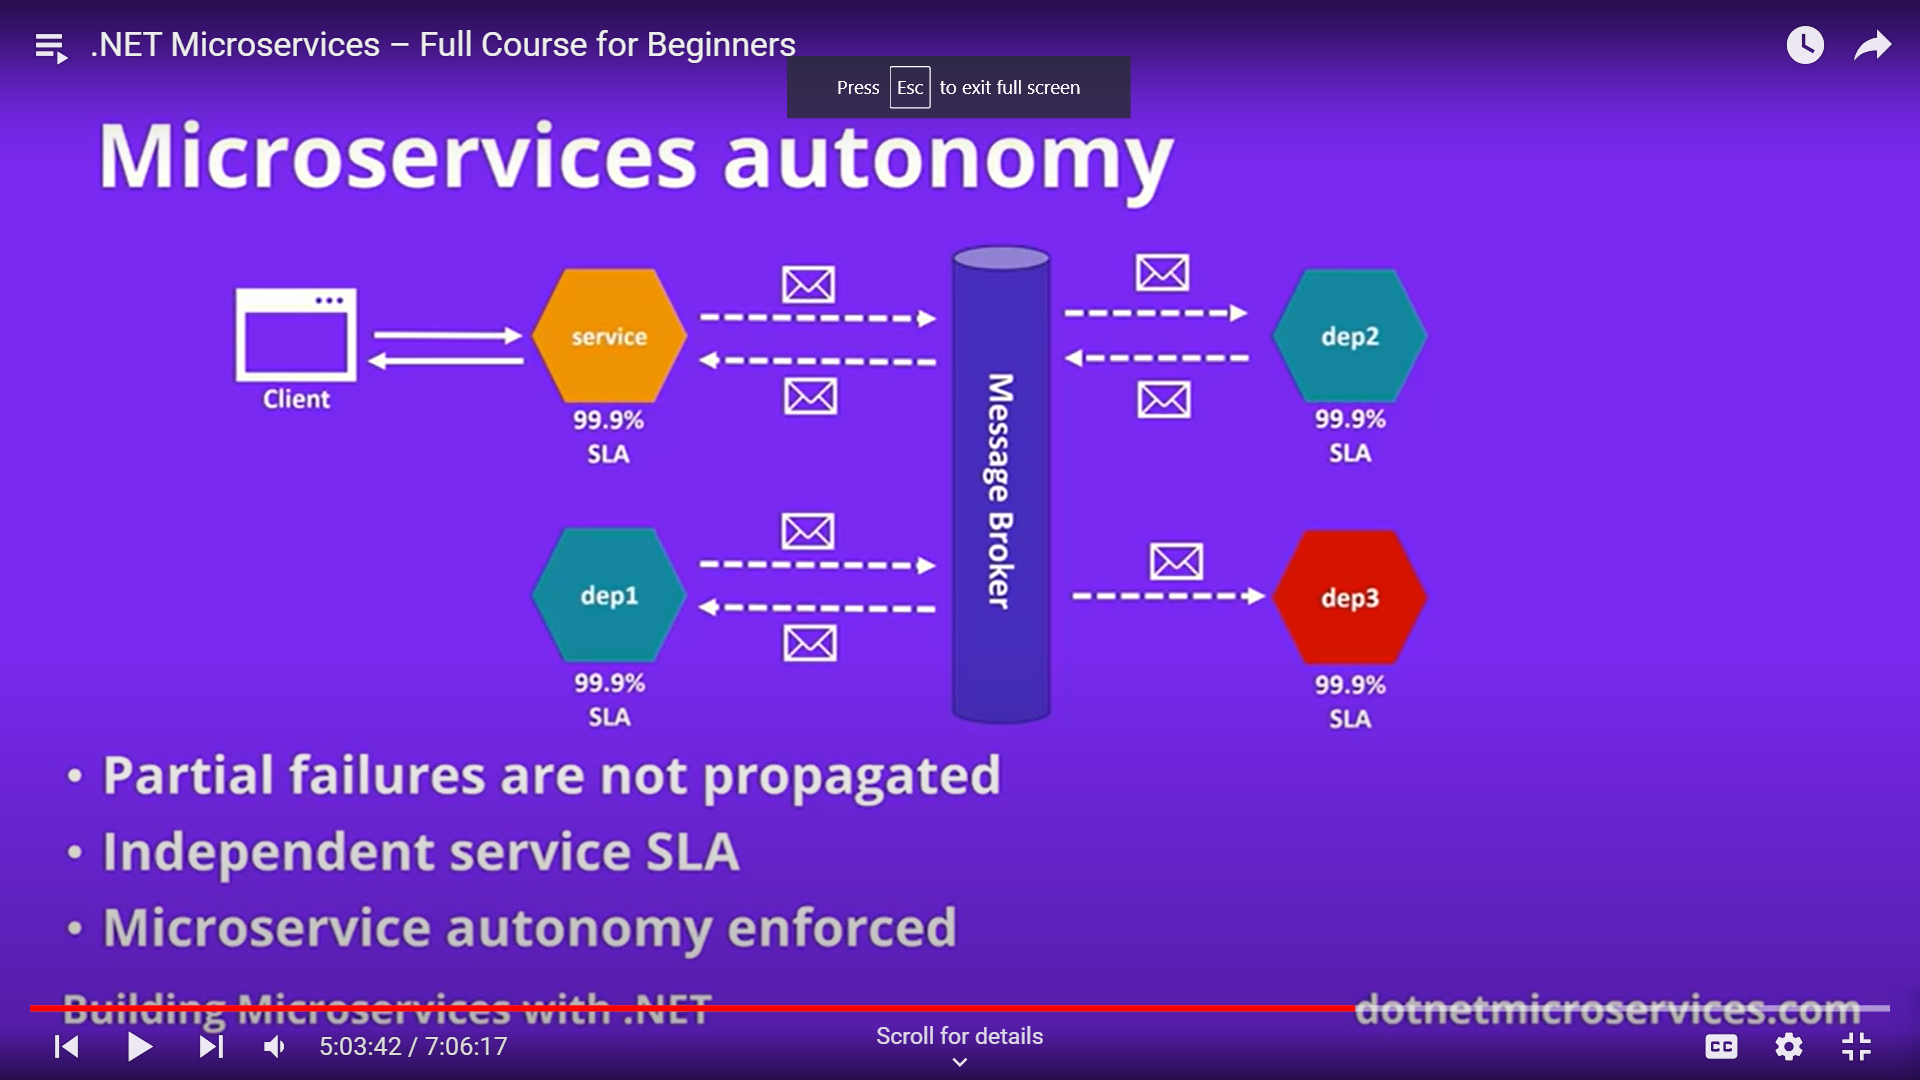 .NET Microservices – Full Course for Beginners
Press Esc to exit full screen
Microservices autonomy
Client
service
99.9%
SLA
dep2
99.9%
SLA
Message Broker
dep1
99.9%
SLA
dep3
99.9%
SLA
• Partial failures are not propagated
• Independent service SLA
• Microservice autonomy enforced
Building Microservices with .NET
dotnetmicroservices.com
5:03:42 / 7:06:17
Scroll for details
CC